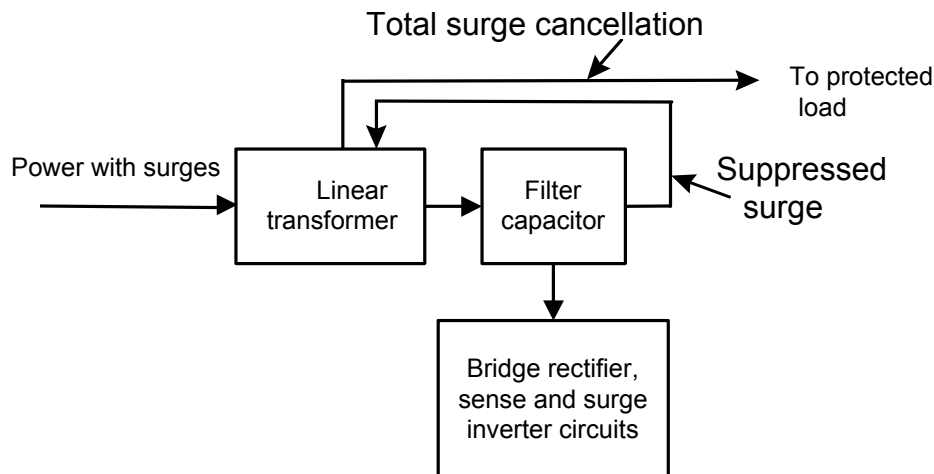 Total surge cancellation
To protected
load
Power with surges
Linear
transformer
Filter
capacitor
Suppressed
surge
Bridge rectifier,
sense and surge
inverter circuits